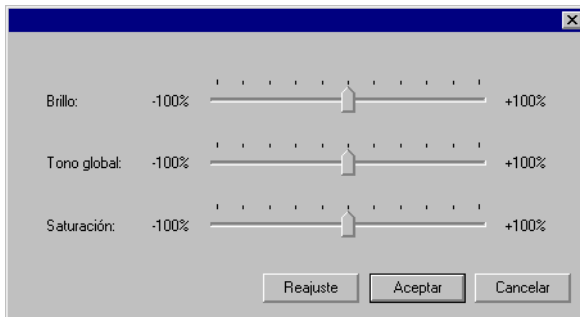 Brillo: -100% +100%
Tono global: -100% +100%
Saturación: -100% +100%
Reajuste Aceptar Cancelar